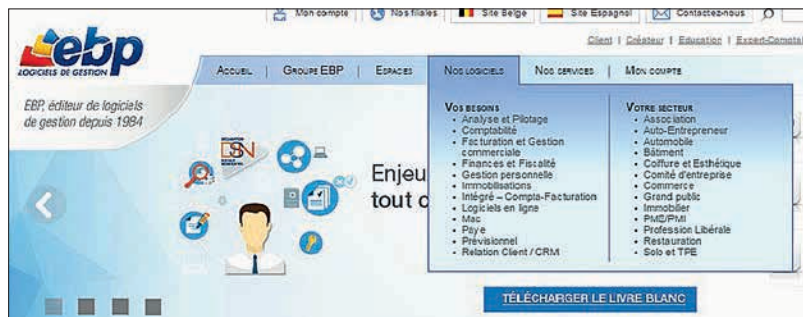 Mon compte | Nos filiales | Site Belge | Site Espagnol | Contactez-nous
Client | Créateur | Education | Expert-Comptab
ebp
LOGICIELS DE GESTION
ACCUEIL | GROUPE EBP | ESPACES | NOS LOGICIELS | NOS SERVICES | MON COMPTE
EBP, éditeur de logiciels
de gestion depuis 1984
VOS BESOINS
• Analyse et Pilotage
• Comptabilité
• Facturation et Gestion
commerciale
• Finances et Fiscalité
• Gestion personnelle
• Immobilisations
• Intégré – Compta-Facturation
• Logiciels en ligne
• Mac
• Paye
• Prévisionnel
• Relation Client / CRM
VOTRE SECTEUR
• Association
• Auto-Entrepreneur
• Automobile
• Bâtiment
• Coiffure et Esthétique
• Comité d'entreprise
• Commerce
• Grand public
• Immobilier
• PME/PMI
• Profession Libérale
• Restauration
• Solo et TPE
DSN
Enjeu
tout c
TÉLÉCHARGER LE LIVRE BLANC